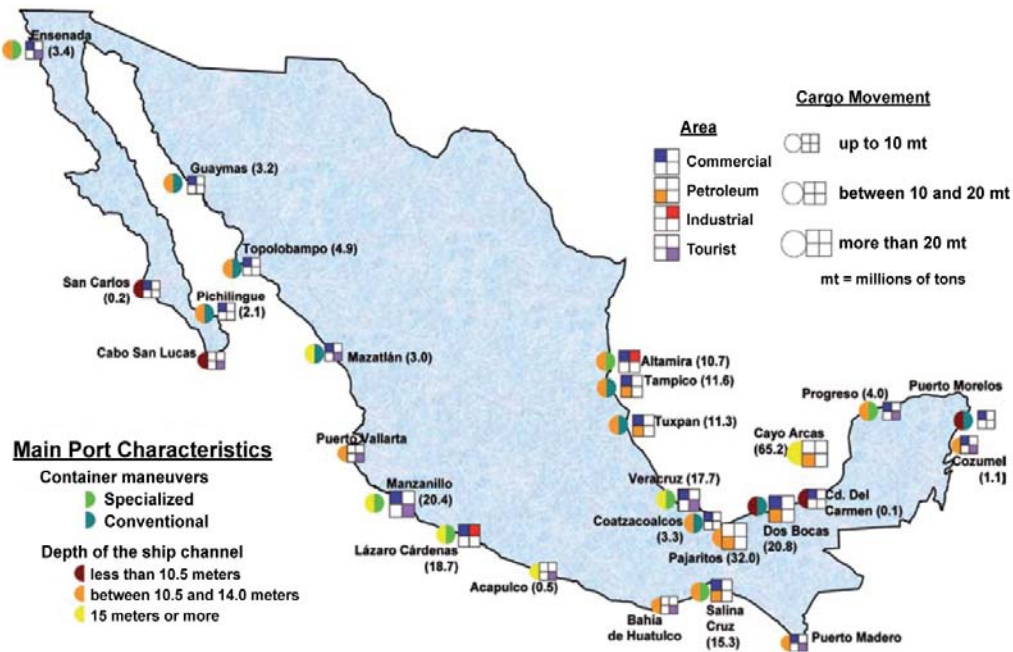 Ensenada
(3.4)
Guaymas (3.2)
Topolobampo (4.9)
San Carlos
(0.2)
Pichilingue
(2.1)
Cabo San Lucas
Mazatlán (3.0)
Puerto Vallarta
Manzanillo
(20.4)
Lázaro Cárdenas
(18.7)
Acapulco (0.5)
Bahia
de Huatulco
Salina
Cruz
(15.3)
Puerto Madero
Altamira (10.7)
Tampico (11.6)
Tuxpan (11.3)
Veracruz (17.7)
Coatzacoalcos
(3.3)
Pajaritos (32.0)
Dos Bocas
(20.8)
Cd. Del
Carmen (0.1)
Cayo Arcas
(65.2)
Progreso (4.0)
Puerto Morelos
Cozumel
(1.1)
Area
Commercial
Petroleum
Industrial
Tourist
Cargo Movement
up to 10 mt
between 10 and 20 mt
more than 20 mt
mt = millions of tons
Main Port Characteristics
Container maneuvers
Specialized
Conventional
Depth of the ship channel
less than 10.5 meters
between 10.5 and 14.0 meters
15 meters or more